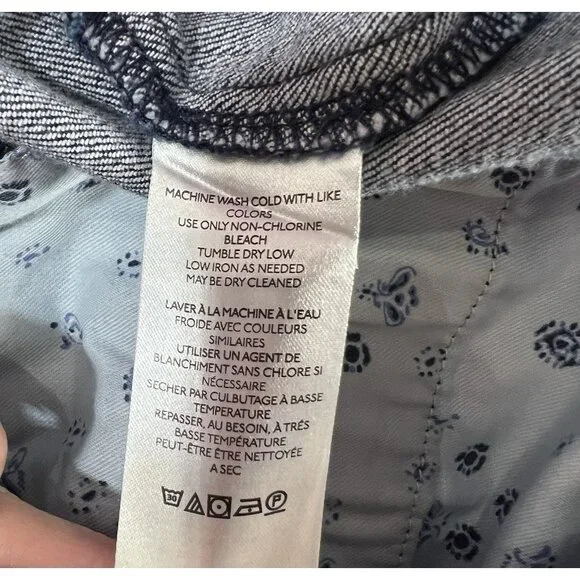 MACHINE WASH COLD WITH LIKE
COLORS
USE ONLY NON-CHLORINE
BLEACH
TUMBLE DRY LOW
LOW IRON AS NEEDED
MAY BE DRY CLEANED
LAVER À LA MACHINE À L'EAU
FROIDE AVEC COULEURS
SIMILAIRES
UTILISER UN AGENT DE
BLANCHIMENT SANS CHLORE SI
NÉCESSAIRE
SECHER PAR CULBUTAGE À BASSE
TEMPERATURE
REPASSER, AU BESOIN, À TRÉS
BASSE TEMPÉRATURE
PEUT-ÊTRE ÊTRE NETTOYÉE
A SEC
30 P